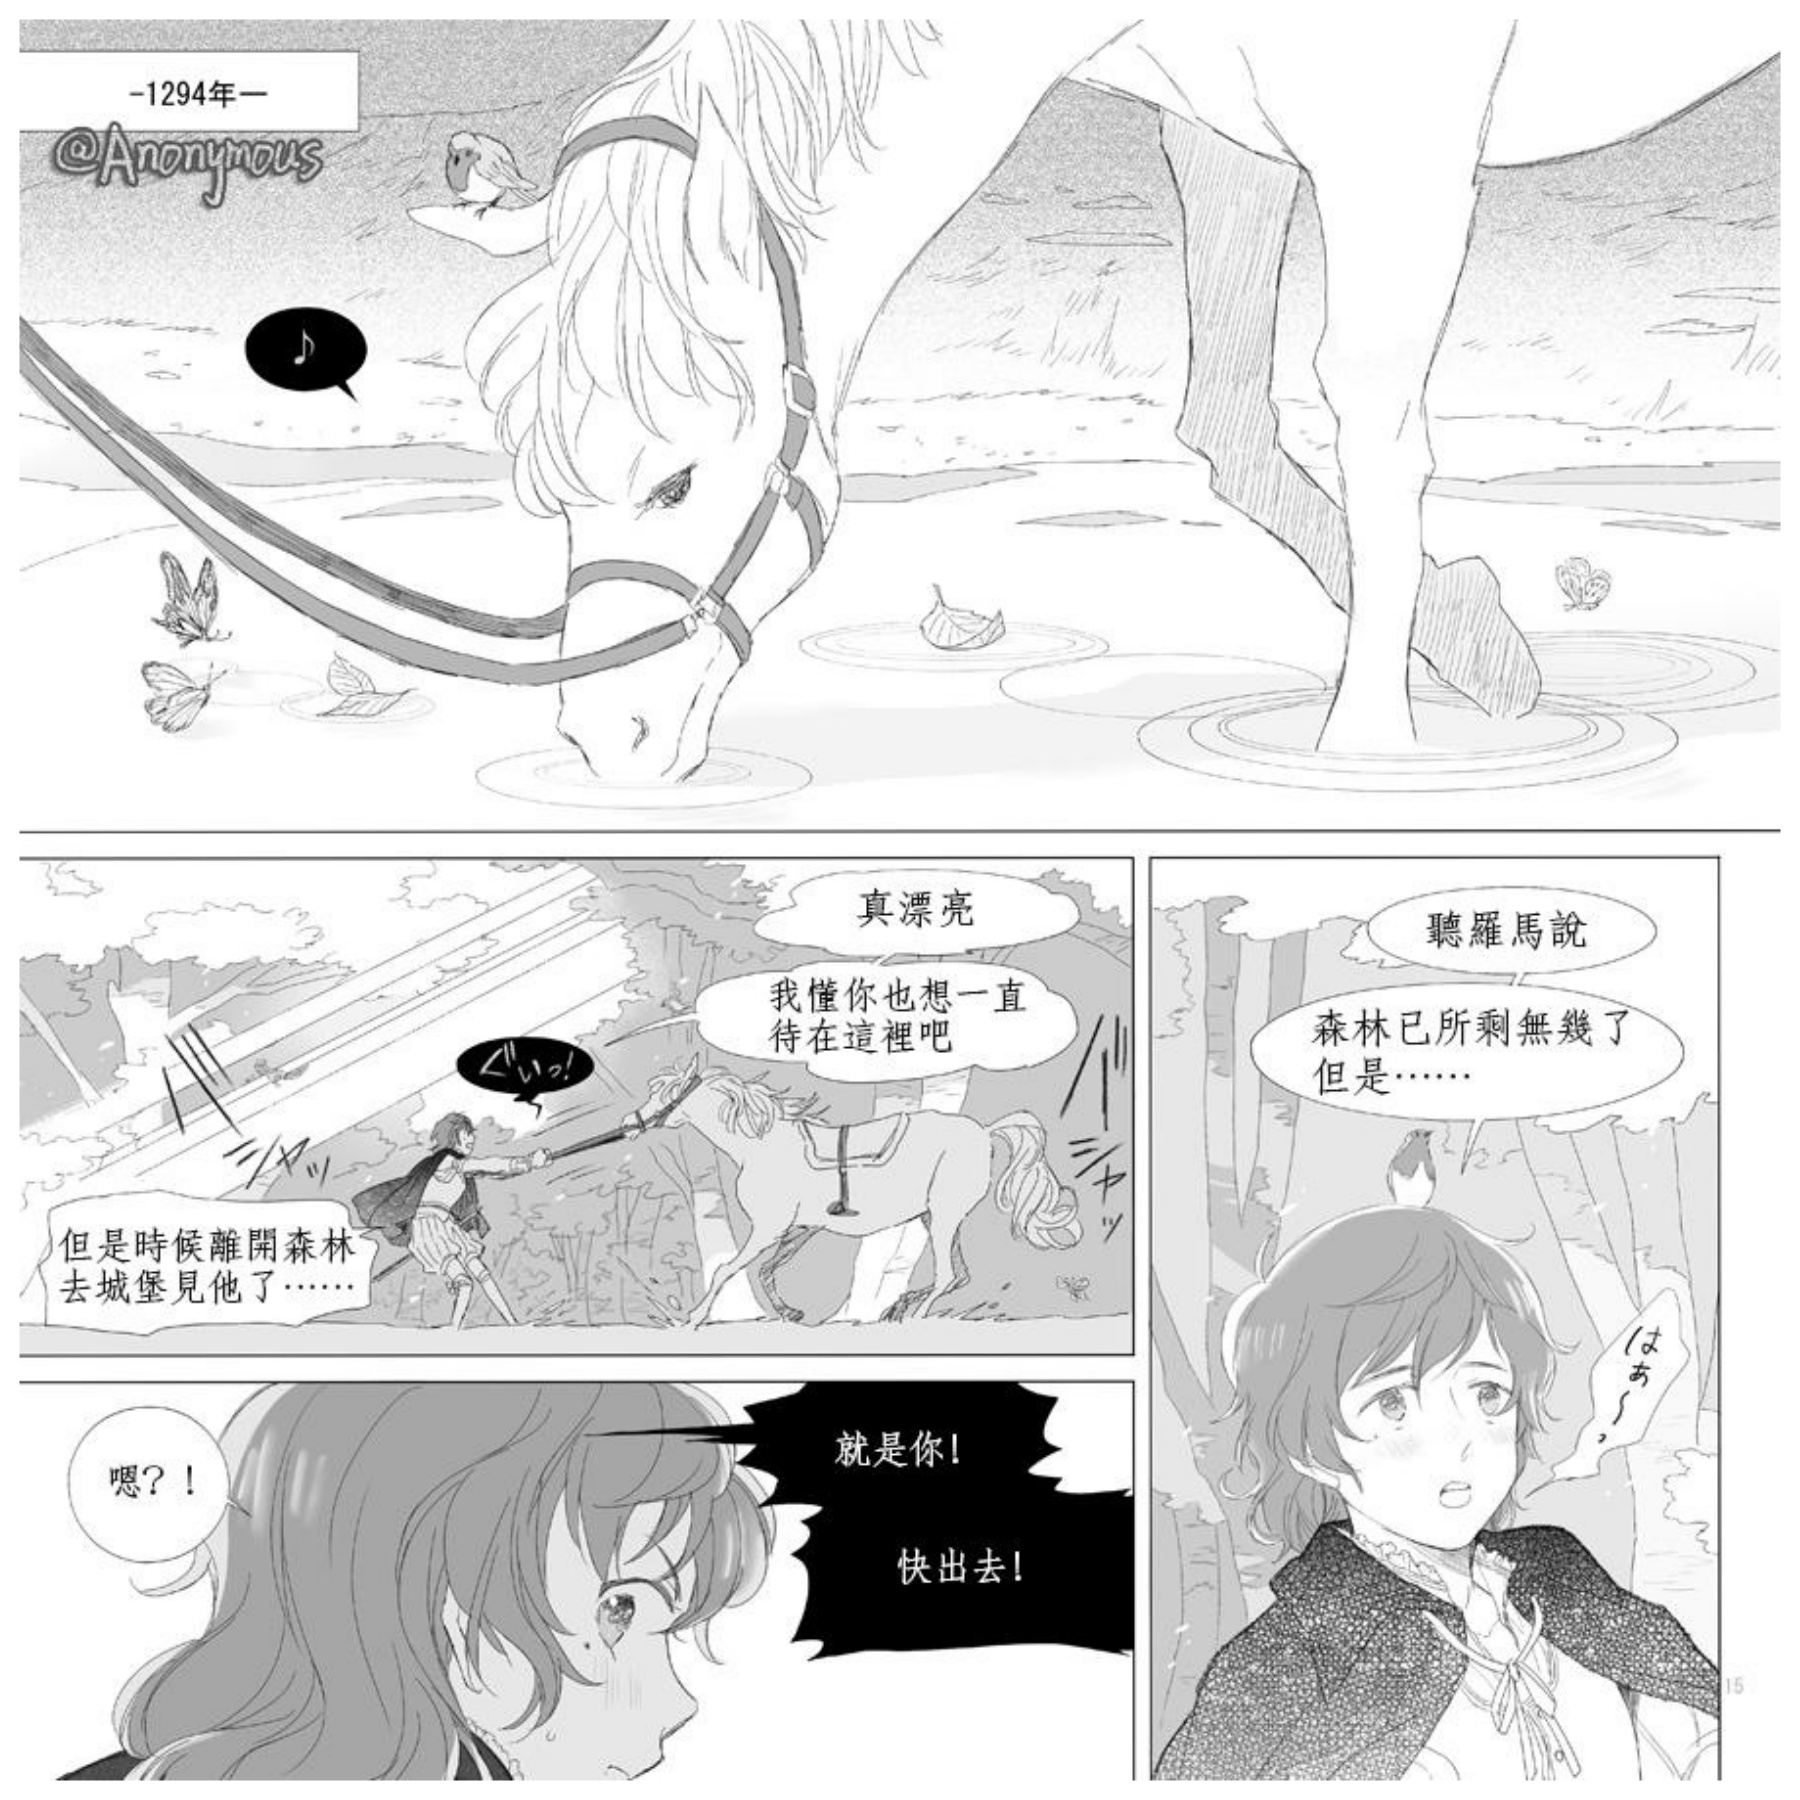 -1294年一
@Anonymous
♪
聽羅馬說
森林已所剩無幾了
但是……
はぁ～。
真漂亮
我懂你也想一直
待在這裡吧
ぐいっ!
ジャッ
ジャッ
但是時候離開森林
去城堡見他了……
就是你!
快出去!
嗯？！
15